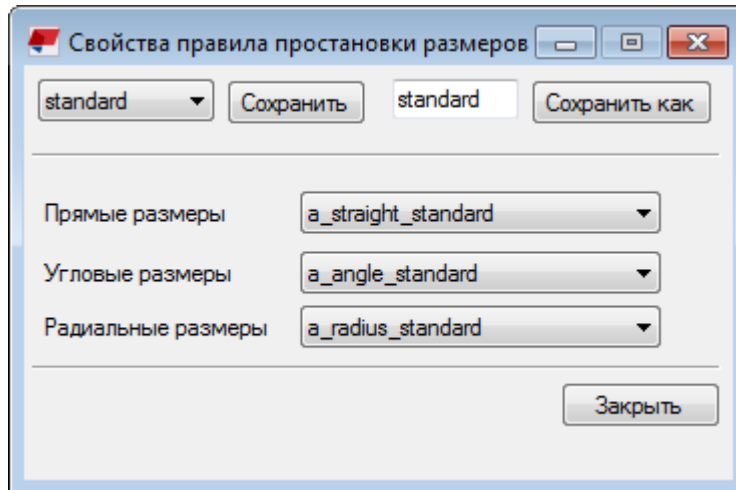 Свойства правила простановки размеров
standard Сохранить standard Сохранить как
Прямые размеры a_straight_standard
Угловые размеры a_angle_standard
Радиальные размеры a_radius_standard
Закрыть